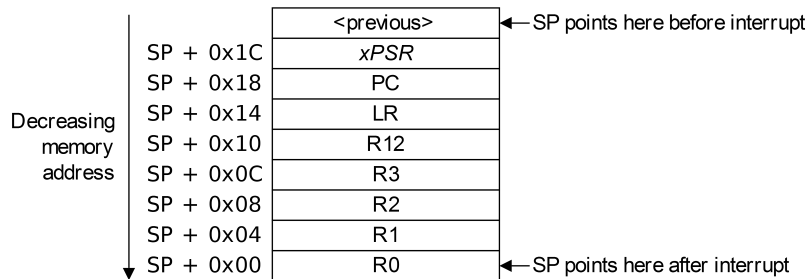 <previous> SP points here before interrupt
SP + 0x1C xPSR
SP + 0x18 PC
SP + 0x14 LR
Decreasing
memory
address
SP + 0x10 R12
SP + 0x0C R3
SP + 0x08 R2
SP + 0x04 R1
SP + 0x00 R0 SP points here after interrupt